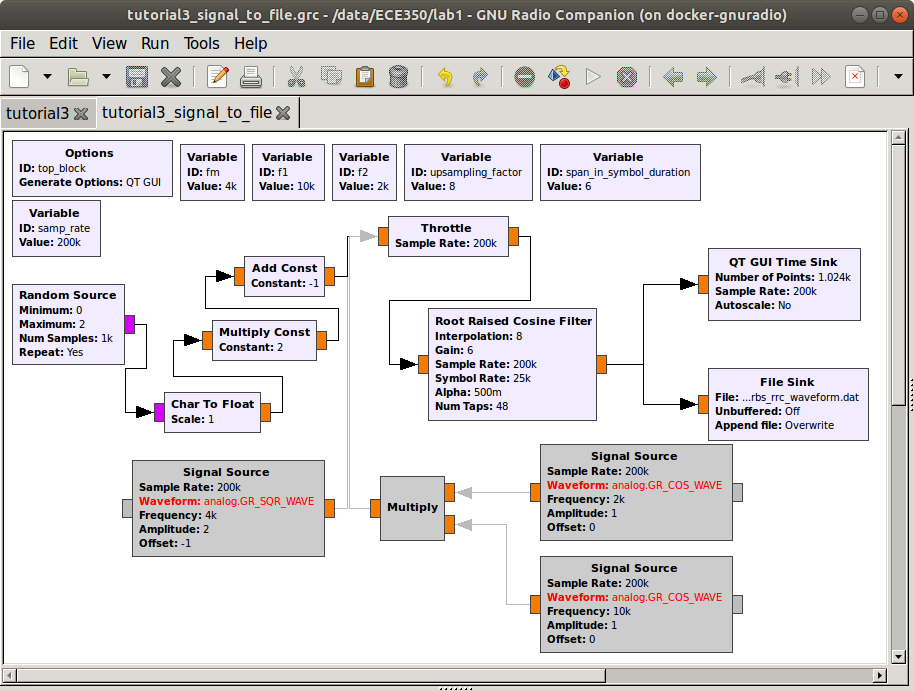 tutorial3_signal_to_file.grc - /data/ECE350/lab1 - GNU Radio Companion (on docker-gnuradio)
File Edit View Run Tools Help
tutorial3
tutorial3_signal_to_file
Options
ID: top_block
Generate Options: QT GUI
Variable
ID: fm
Value: 4k
Variable
ID: f1
Value: 10k
Variable
ID: f2
Value: 2k
Variable
ID: upsampling_factor
Value: 8
Variable
ID: span_in_symbol_duration
Value: 6
Variable
ID: samp_rate
Value: 200k
Throttle
Sample Rate: 200k
Add Const
Constant: -1
QT GUI Time Sink
Number of Points: 1.024k
Sample Rate: 200k
Autoscale: No
Random Source
Minimum: 0
Maximum: 2
Num Samples: 1k
Repeat: Yes
Multiply Const
Constant: 2
Root Raised Cosine Filter
Interpolation: 8
Gain: 6
Sample Rate: 200k
Symbol Rate: 25k
Alpha: 500m
Num Taps: 48
Char To Float
Scale: 1
File Sink
File: ...rbs_rrc_waveform.dat
Unbuffered: Off
Append file: Overwrite
Signal Source
Sample Rate: 200k
Waveform: analog.GR_SQR_WAVE
Frequency: 4k
Amplitude: 2
Offset: -1
Multiply
Signal Source
Sample Rate: 200k
Waveform: analog.GR_COS_WAVE
Frequency: 2k
Amplitude: 1
Offset: 0
Signal Source
Sample Rate: 200k
Waveform: analog.GR_COS_WAVE
Frequency: 10k
Amplitude: 1
Offset: 0